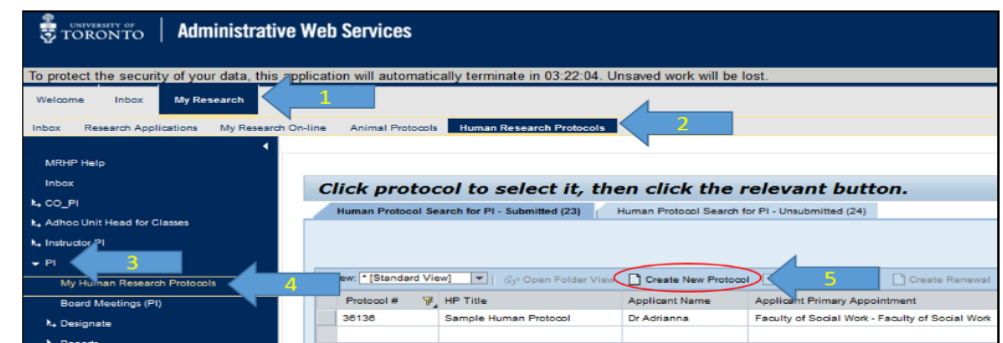 UNIVERSITY OF
TORONTO
Administrative Web Services
To protect the security of your data, this application will automatically terminate in 03:22:04. Unsaved work will be lost.
Welcome Inbox My Research 1
Inbox Research Applications My Research On-line Animal Protocols Human Research Protocols 2
MRHP Help
Inbox
CO_PI
Adhoc Unit Head for Classes
Instructor PI
PI 3
My Human Research Protocols 4
Board Meetings (PI)
Designate
Reports
Click protocol to select it, then click the relevant button.
Human Protocol Search for PI - Submitted (23) Human Protocol Search for PI - Unsubmitted (24)
[Standard View] Open Folder View Create New Protocol 5 Create Renewal
Protocol # HP Title Applicant Name Applicant Primary Appointment
36136 Sample Human Protocol Dr Adrianna Faculty of Social Work - Faculty of Social Work